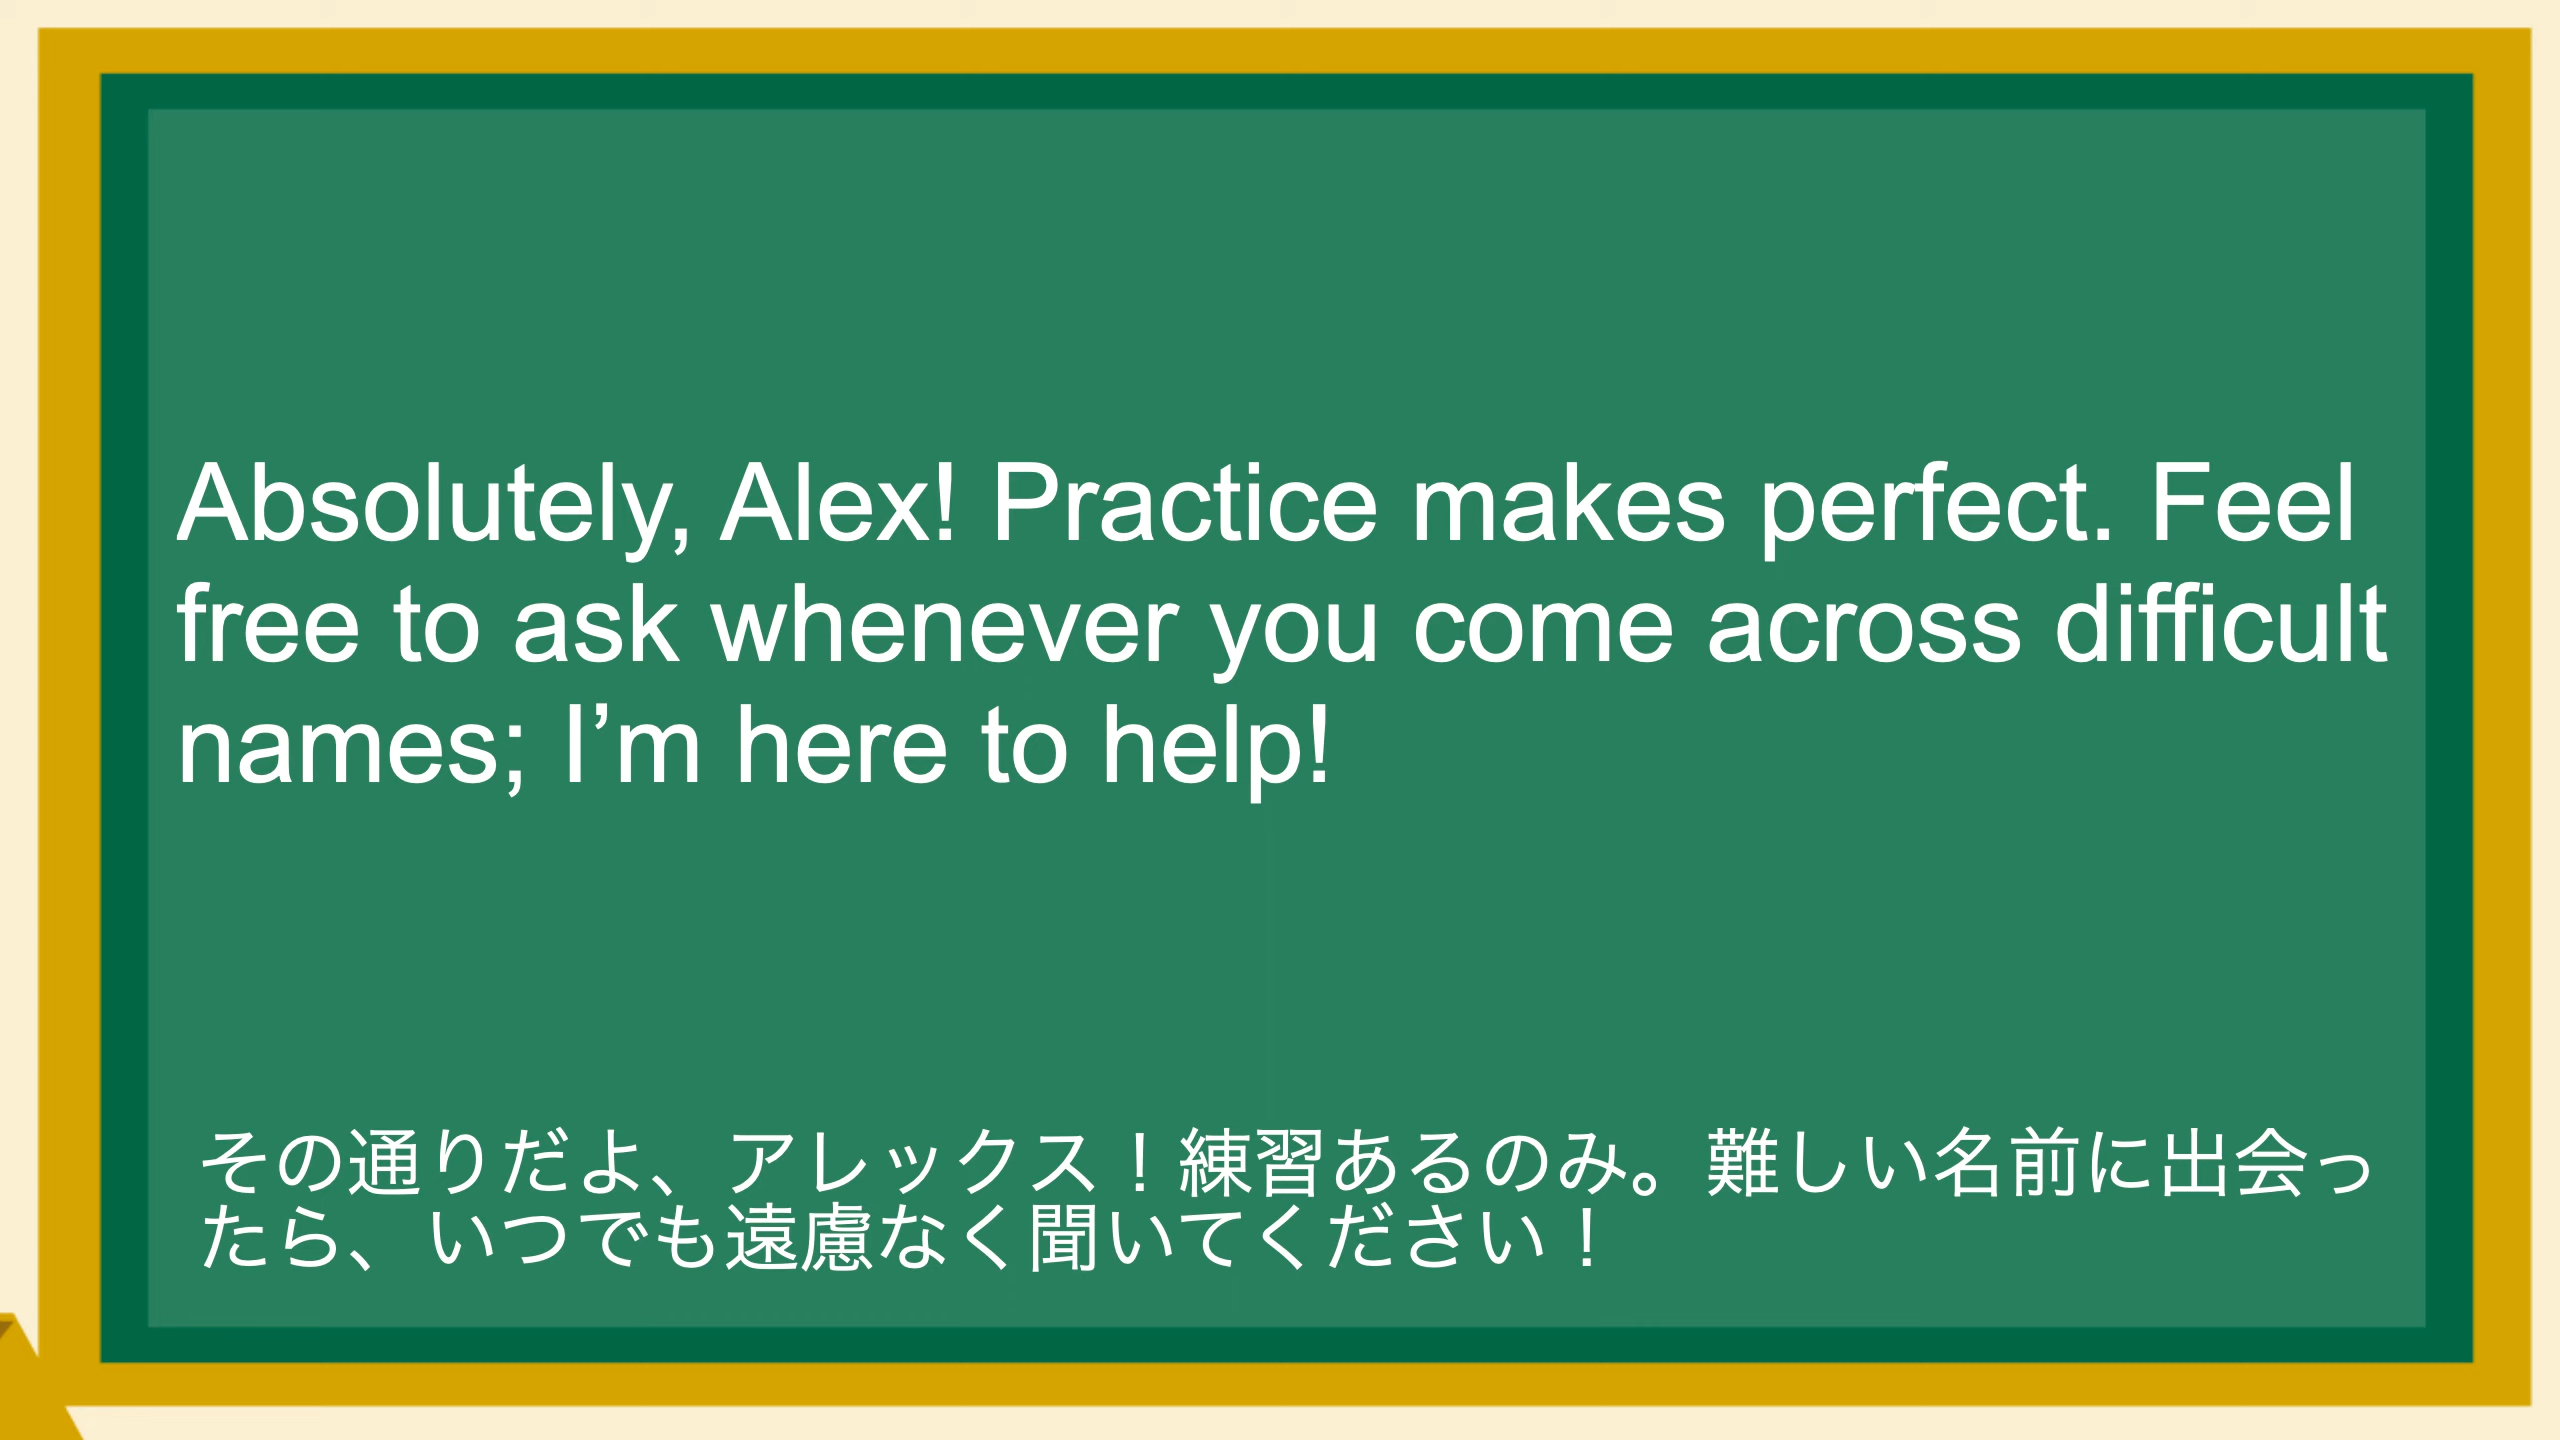 Absolutely, Alex! Practice makes perfect. Feel
free to ask whenever you come across difficult
names; I’m here to help!
その通りだよ、アレックス！練習あるのみ。難しい名前に出会っ
たら、いつでも遠慮なく聞いてください！